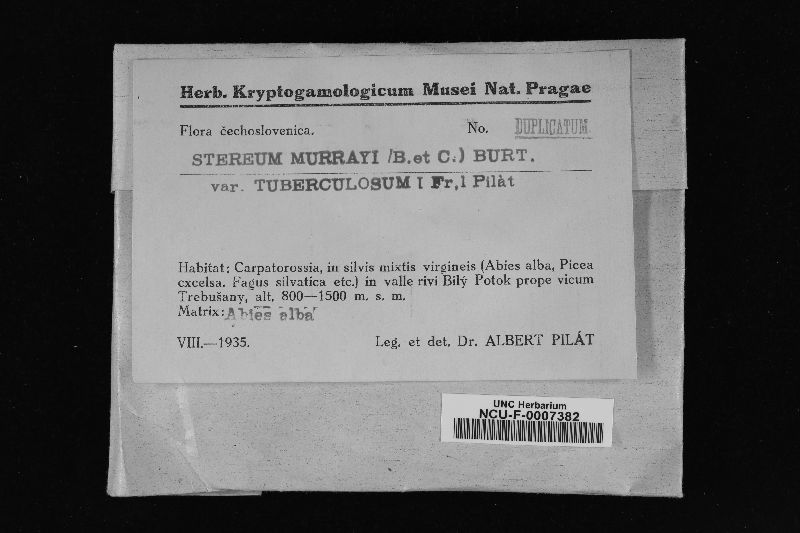 Herb. Kryptogamologicum Musei Nat. Pragae
Flora čechoslovenica. No. DUPLICATUM
STEREUM MURRAYI /B.et C.) BURT.
var. TUBERCULOSUM I Fr,l Pilàt
Habitat: Carpatorossia, in silvis mixtis virgineis (Abies alba, Picea
excelsa, Fagus silvatica etc.) in valle rivi Bílý Potok prope vicum
Trebušany, alt. 800—1500 m. s. m.
Matrix: Abies alba
VIII.—1935. Leg. et det. Dr. ALBERT PILÁT
UNC Herbarium
NCU-F-0007382